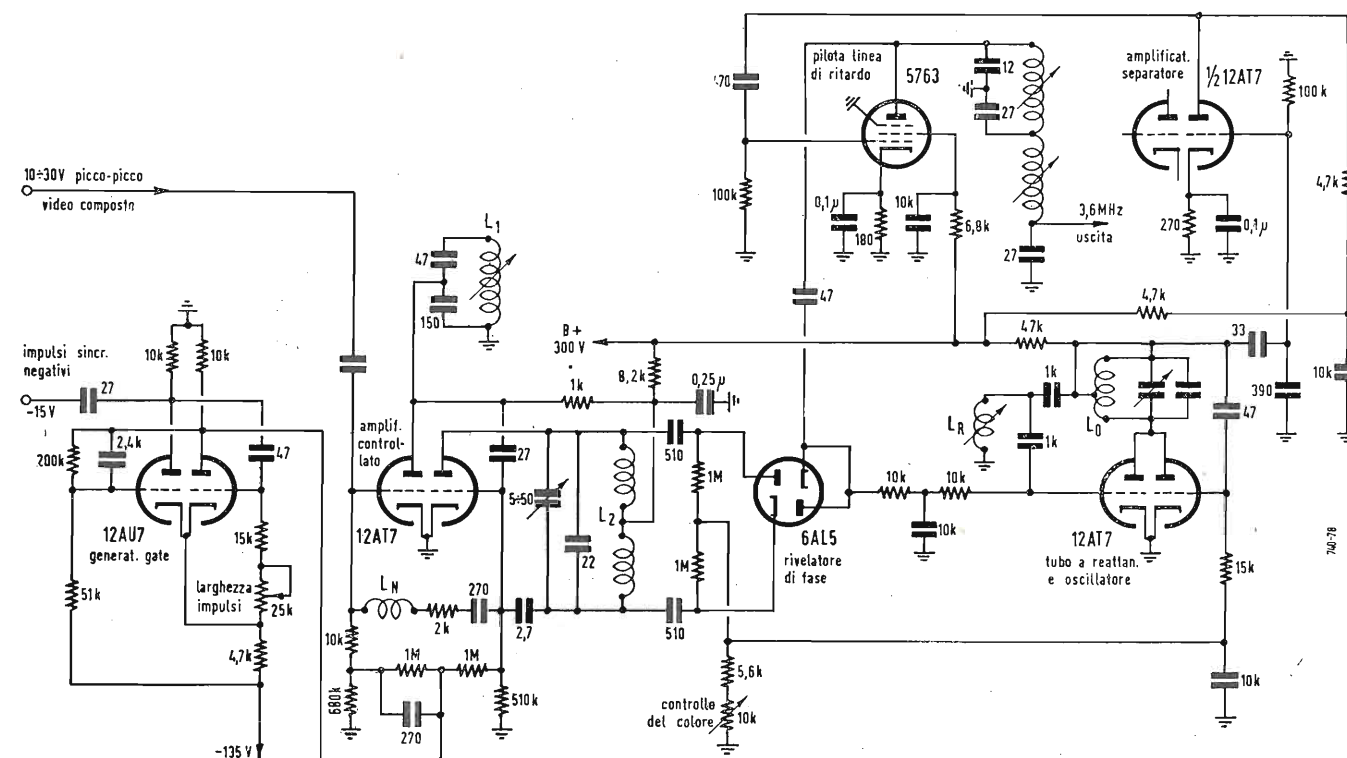 pilota linea
di ritardo
5763
12
27
amplificat.
separatore
½ 12AT7
100k
10÷30V picco-picco
video composto
100k
0,1µ
180
10k
6,8k
3,6MHz
uscita
27
270
0,1µ
4,7k
L1
47
150
47
B+
300 V
4,7k
4,7k
33
10k
10k
impulsi sincr.
negativi
27
-15V
1k
8,2k
0,25µ
1k
LR
1k
L0
47
390
10k
amplif.
control-
lato
200k
2,4k
47
27
510
1M
5÷50
L2
22
10k
10k
10k
12AU7
generat. gate
15k
12AT7
6AL5
rivelatore
di fase
12AT7
tubo a reattan.
e oscillatore
15k
740-28
51k
larghezza
impulsi
25k
LN
2k
270
2,7
1M
510
4,7k
10k
1M
1M
680k
270
510k
5,6k
controllo
del colore
10k
10k
-135 V